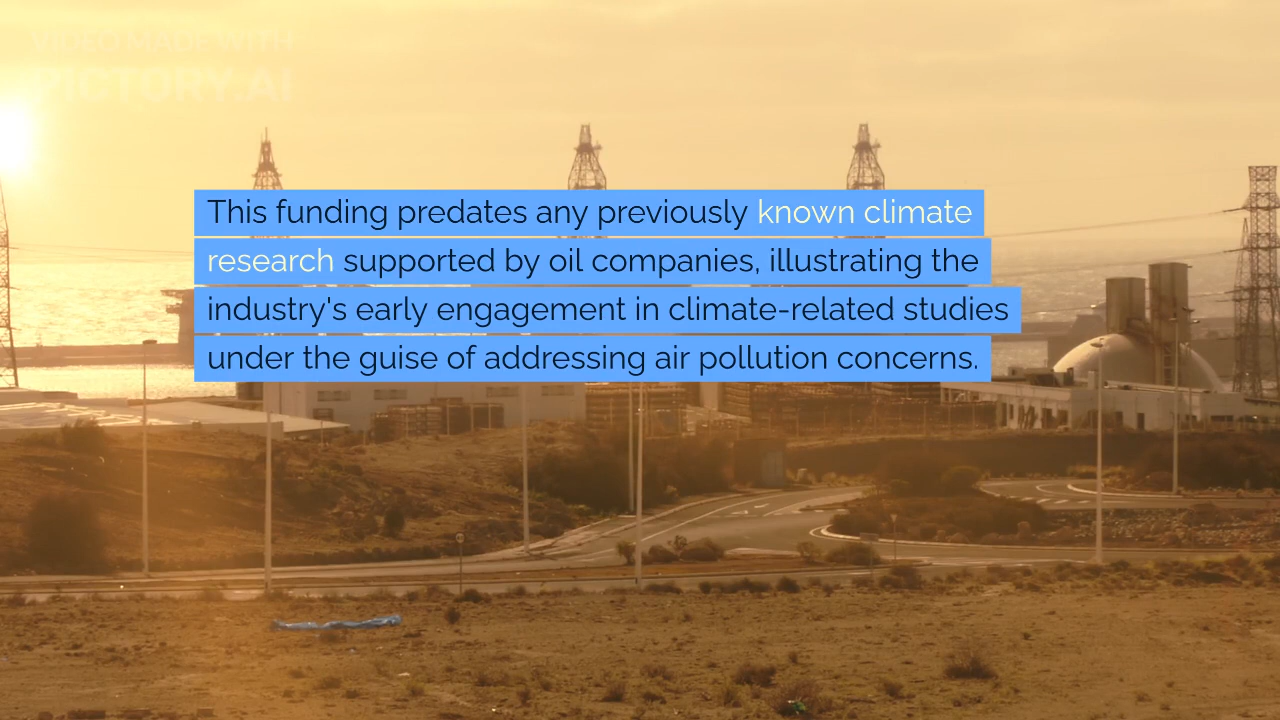 VIDEO MADE WITH
PICTORY.AI
This funding predates any previously known climate
research supported by oil companies, illustrating the
industry's early engagement in climate-related studies
under the guise of addressing air pollution concerns.